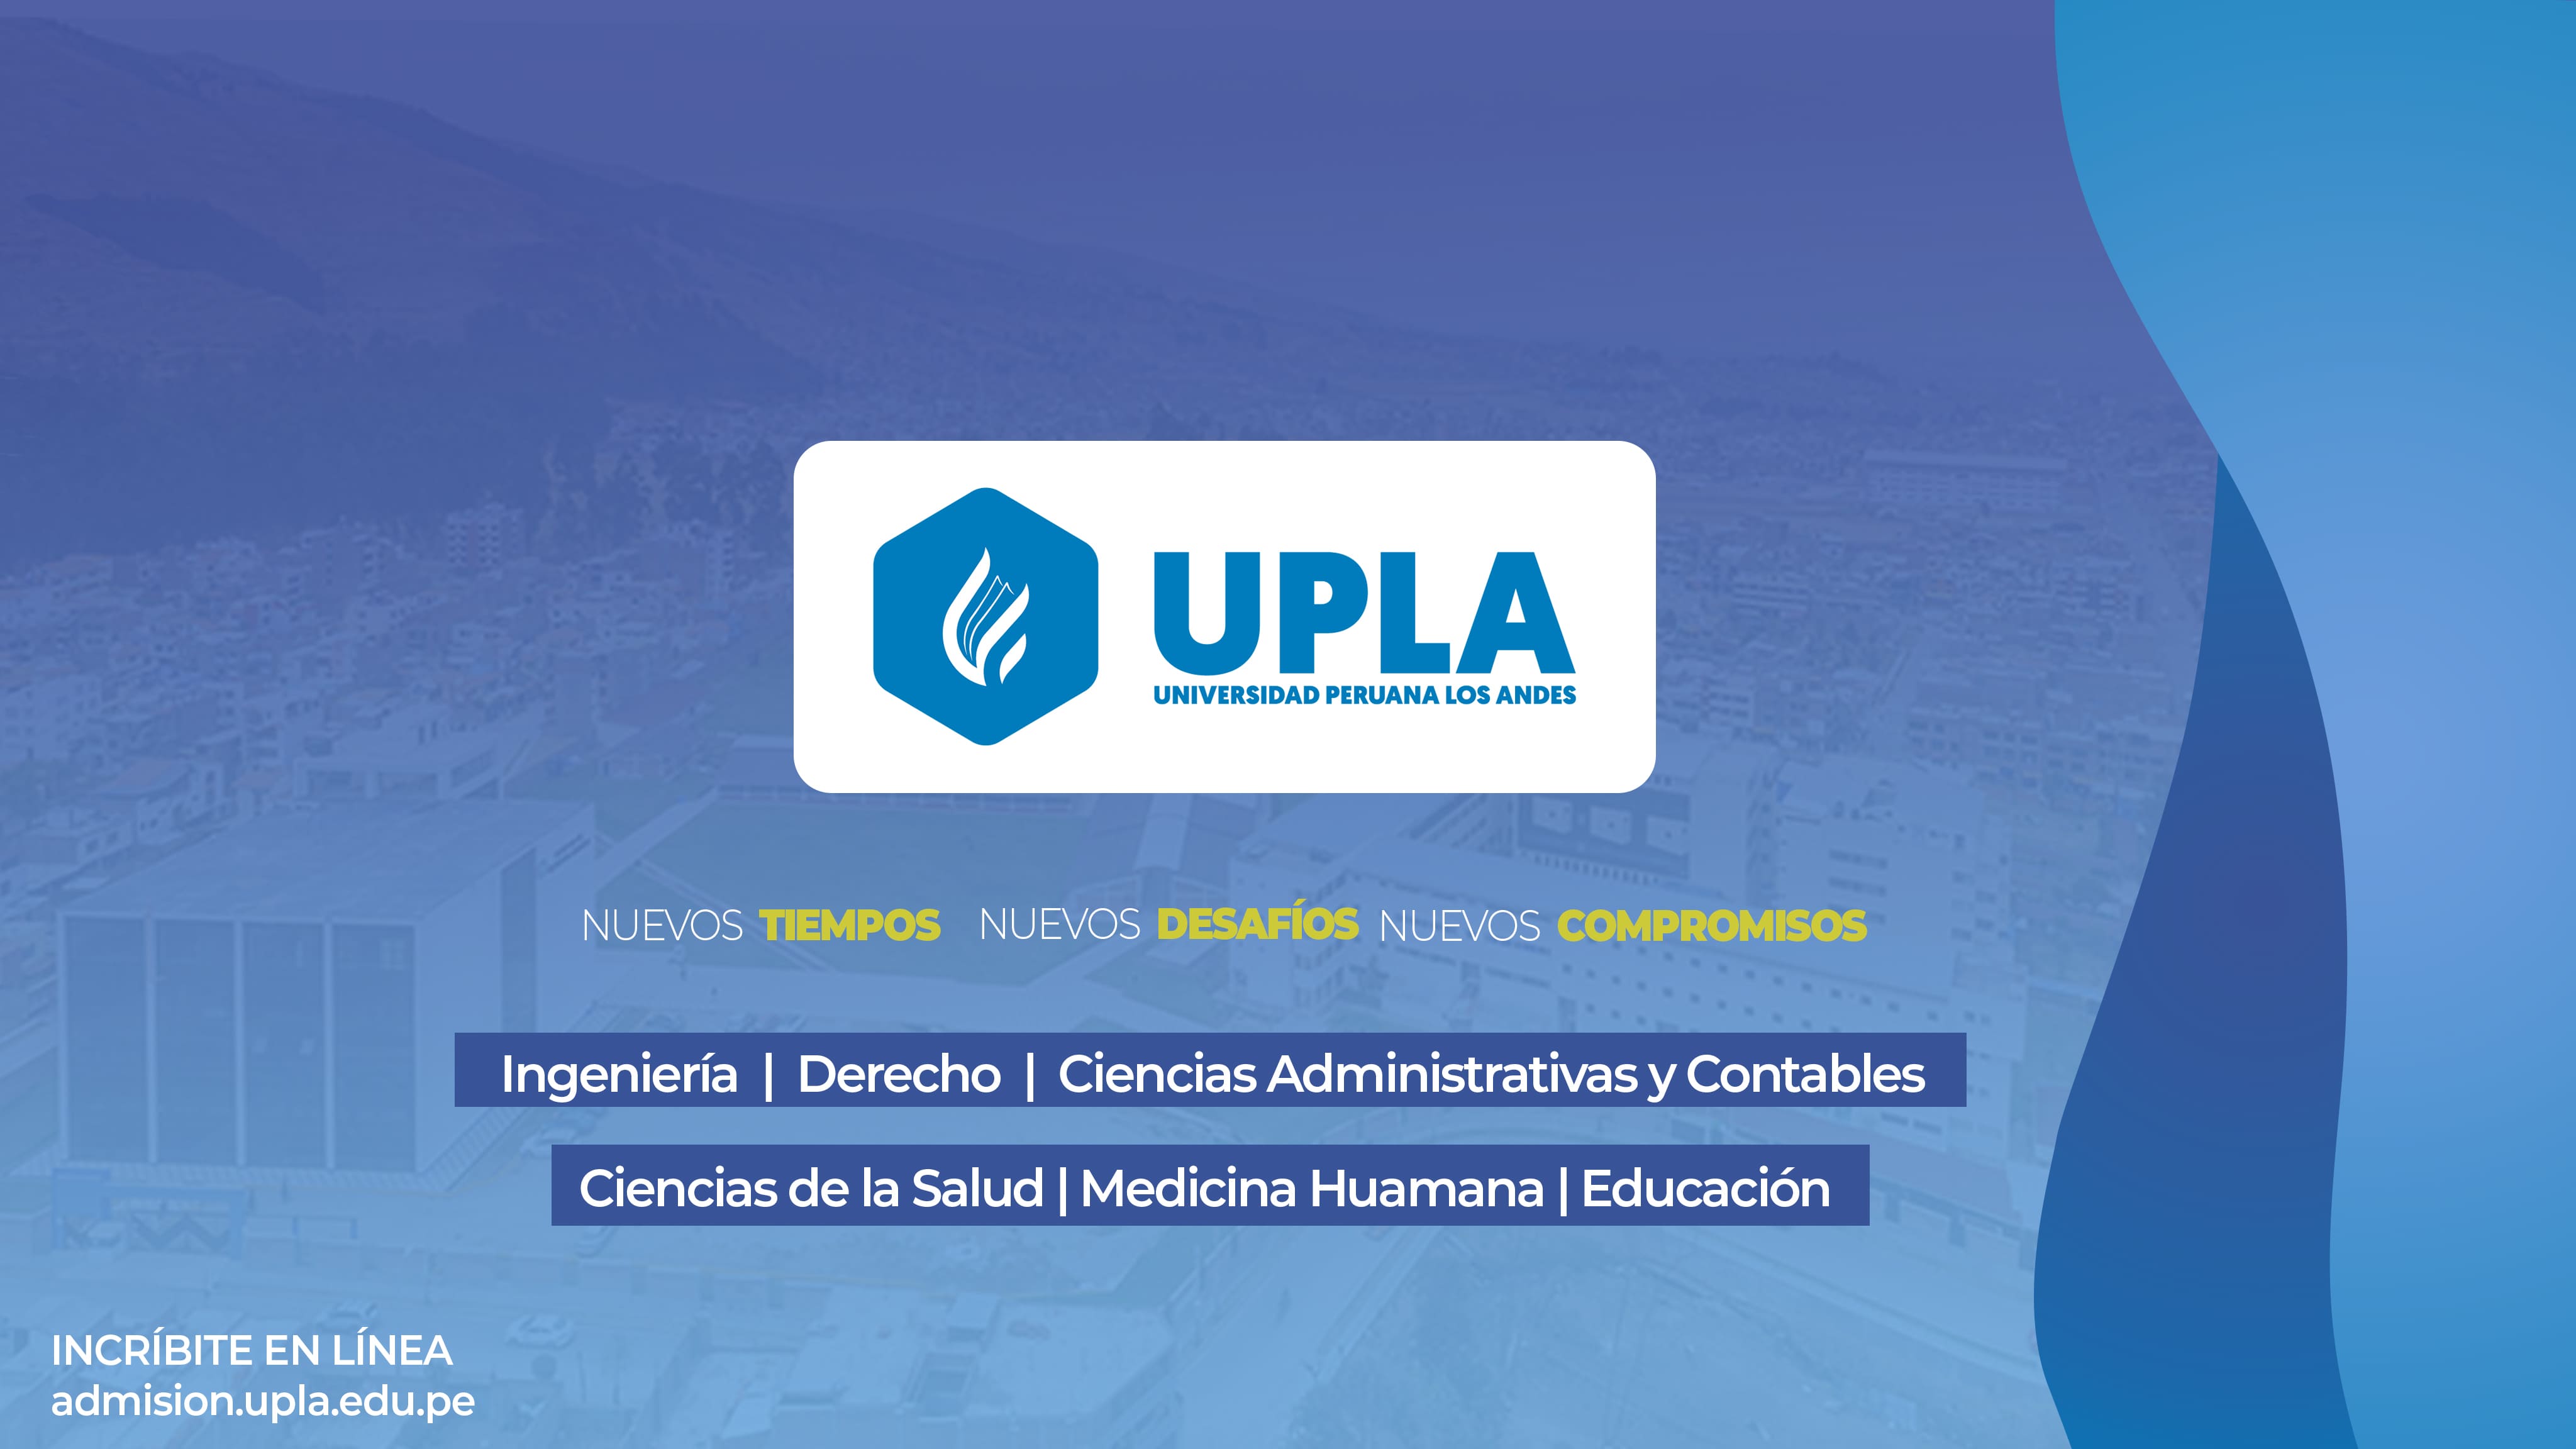 UPLA
UNIVERSIDAD PERUANA LOS ANDES
NUEVOS TIEMPOS NUEVOS DESAFÍOS NUEVOS COMPROMISOS
Ingeniería | Derecho | Ciencias Administrativas y Contables
Ciencias de la Salud | Medicina Huamana | Educación
INCRÍBITE EN LÍNEA
admision.upla.edu.pe